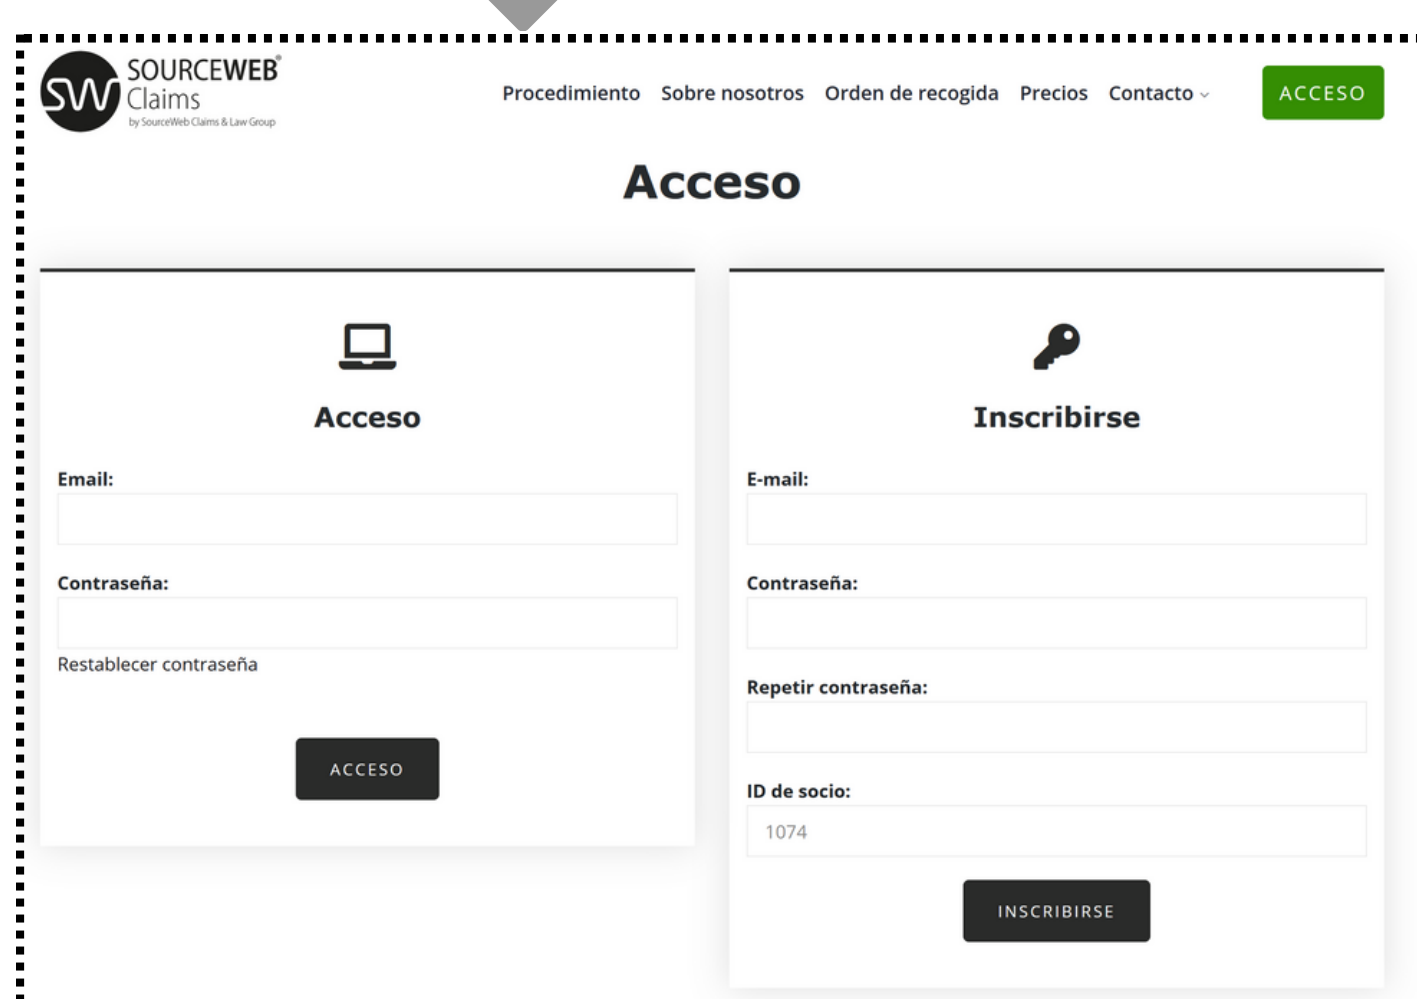 SW SOURCEWEB®
Claims
by SourceWeb Claims & Law Group
Procedimiento Sobre nosotros Orden de recogida Precios Contacto ACCESO
Acceso
Acceso
Email:
Contraseña:
Restablecer contraseña
ACCESO
Inscribirse
E-mail:
Contraseña:
Repetir contraseña:
ID de socio:
1074
INSCRIBIRSE